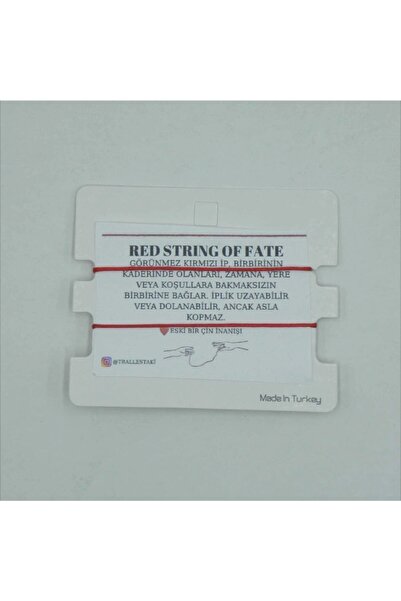 RED STRING OF FATE
GÖRÜNMEZ KIRMIZI İP, BİRBİRİNİN
KADERİNDE OLANLARI, ZAMANA, YERE
VEYA KOŞULLARA BAKMAKSIZIN
BİRBİRİNE BAĞLAR. İPLİK UZAYABİLİR
VEYA DOLANABİLİR, ANCAK ASLA
KOPMAZ.
ESKİ BİR ÇİN İNANIŞI
@TRALLESTAKİ
Made In Turkey